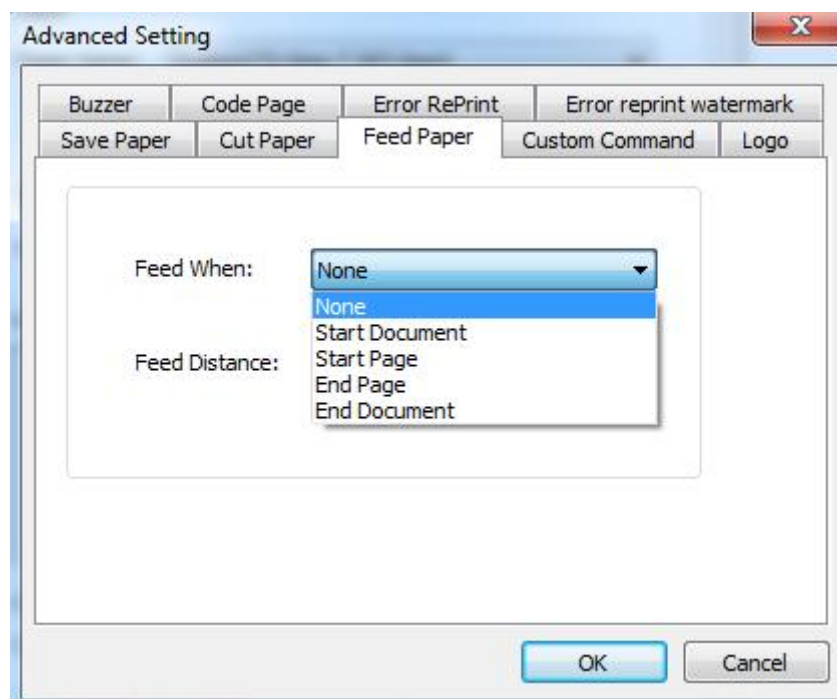 Advanced Setting
Buzzer Code Page Error RePrint Error reprint watermark
Save Paper Cut Paper Feed Paper Custom Command Logo
Feed When: None
None
Start Document
Feed Distance: Start Page
End Page
End Document
OK Cancel